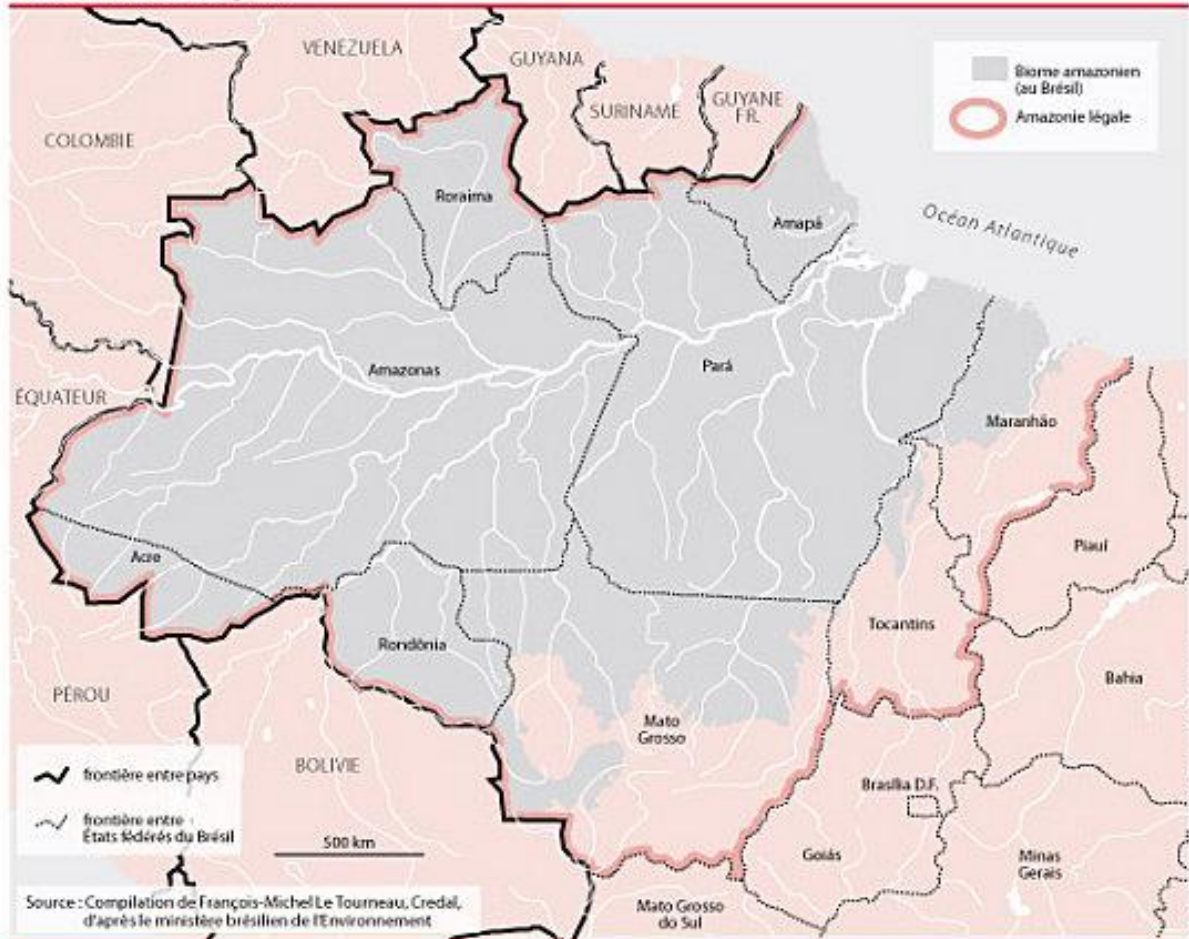 VENEZUELA
GUYANA
SURINAME
GUYANE
FR.
COLOMBIE
Biome amazonien
(au Brésil)
Amazonie légale
Roraima
Amapá
Océan Atlantique
Amazonas
Pará
ÉQUATEUR
Maranhão
Acre
Piauí
Rondônia
Tocantins
Bahia
PÉROU
Mato
Grosso
BOLIVIE
frontière entre pays
frontière entre
États fédérés du Brésil
500 km
Brasília D.F.
Goiás
Minas
Gerais
Mato Grosso
do Sul
Source : Compilation de François-Michel Le Tourneau, Credal,
d'après le ministère brésilien de l'Environnement